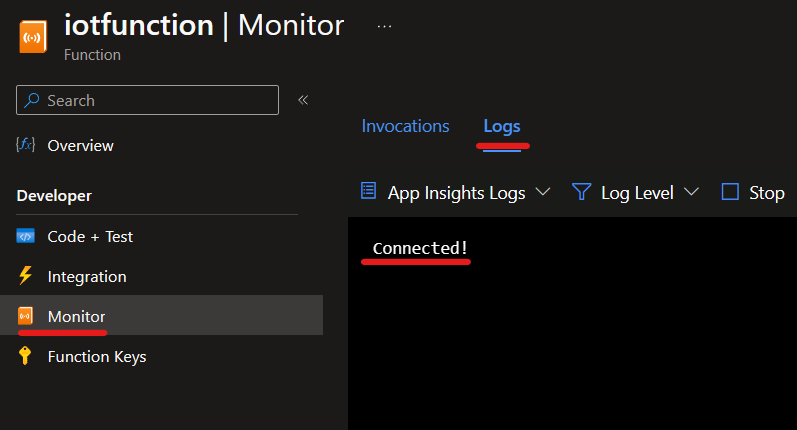 iotfunction | Monitor ...
Function
Search
«
Overview
Developer
Code + Test
Integration
Monitor
Function Keys
Invocations Logs
App Insights Logs Log Level Stop
Connected!